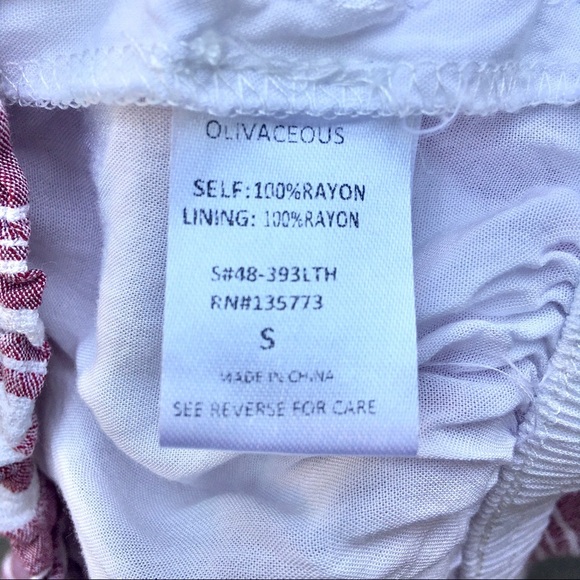 OLIVACEOUS
SELF:100%RAYON
LINING: 100%RAYON
S#48-393LTH
RN#135773
S
MADE IN CHINA
SEE REVERSE FOR CARE